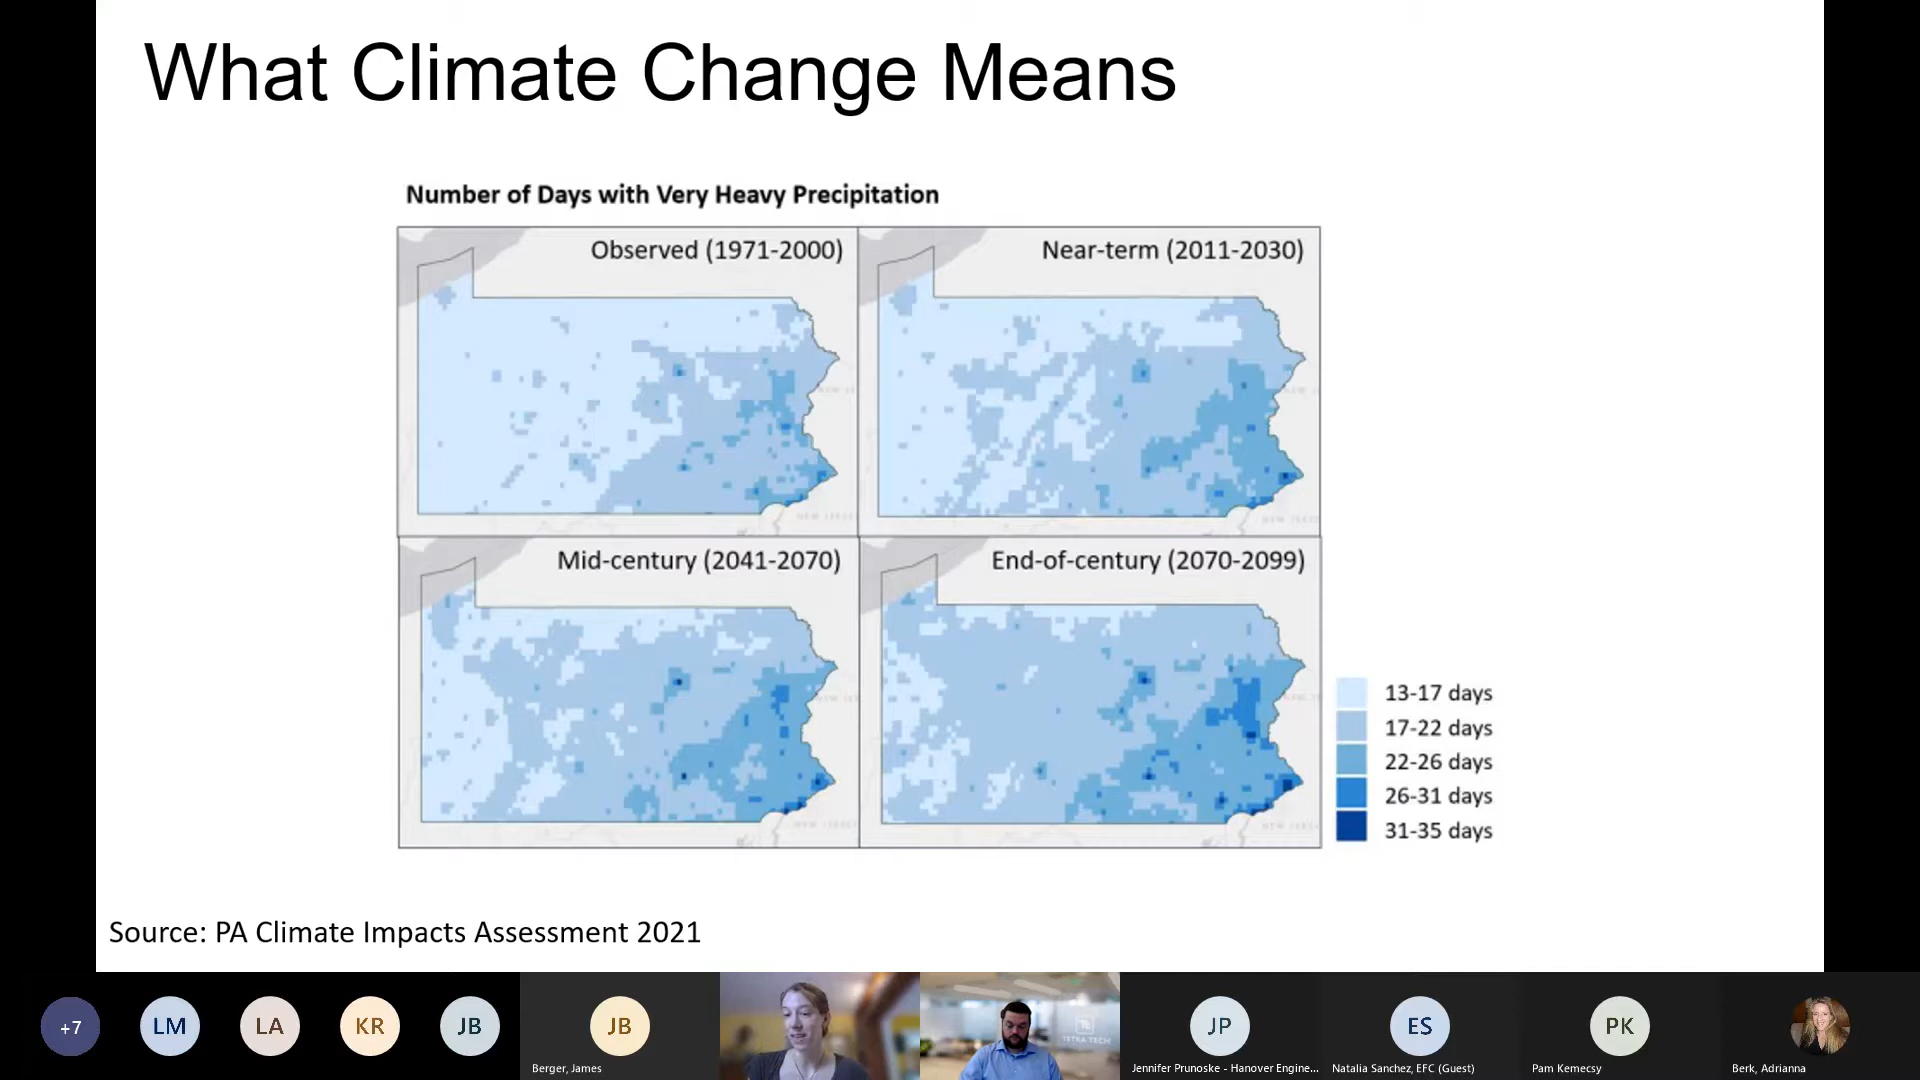 What Climate Change Means
Number of Days with Very Heavy Precipitation
Observed (1971-2000)
Near-term (2011-2030)
Mid-century (2041-2070)
End-of-century (2070-2099)
13-17 days
17-22 days
22-26 days
26-31 days
31-35 days
Source: PA Climate Impacts Assessment 2021
+7
LM
LA
KR
JB
JB
Berger, James
TETRA TECH
JP
Jennifer Prunoske - Hanover Engine...
ES
Natalia Sanchez, EFC (Guest)
PK
Pam Kemecsy
Berk, Adrianna